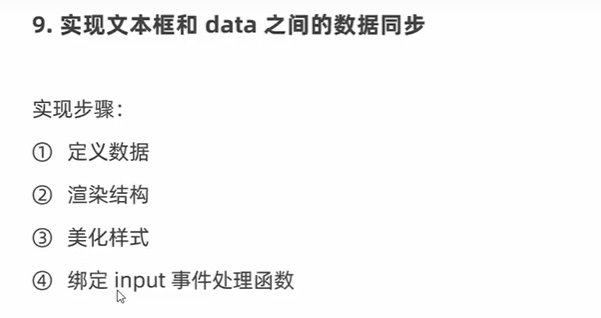 9. 实现文本框和 data 之间的数据同步
实现步骤：
① 定义数据
② 渲染结构
③ 美化样式
④ 绑定 input 事件处理函数